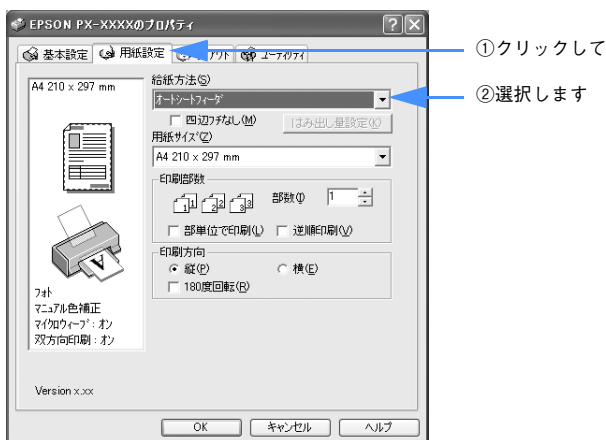 EPSON PX-XXXXのプロパティ
基本設定 用紙設定 ユーティリティ
①クリックして
A4 210 x 297 mm
給紙方法(S)
オートシートフィーダ
②選択します
四辺フチなし(M) はみ出し量設定(K)
用紙サイズ(Z)
A4 210 x 297 mm
印刷部数
1 1 2 2 3 3 部数(I) 1
部単位で印刷(L) 逆順印刷(V)
印刷方向
縦(P) 横(E)
180度回転(R)
フォト
マニュアル色補正
マイクロウィーブ : オン
双方向印刷 : オン
Version x.xx
OK キャンセル ヘルプ